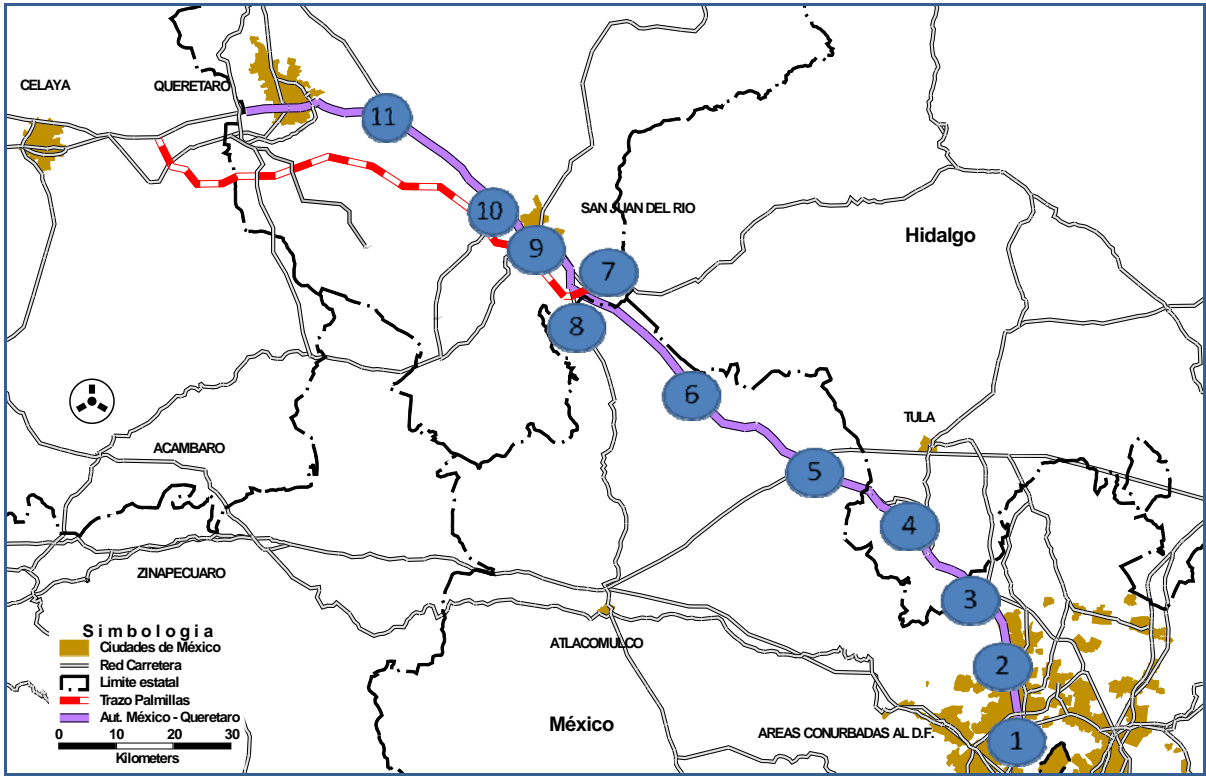 CELAYA
QUERETARO
11
10
SAN JUAN DEL RIO
9
7
Hidalgo
8
6
TULA
ACAMBARO
5
4
ZINAPECUARO
3
ATLACOMULCO
2
México
AREAS CONURBADAS AL D.F.
1
Simbologia
Ciudades de México
Red Carretera
Limite estatal
Trazo Palmillas
Aut. México - Queretaro
0 10 20 30
Kilometers